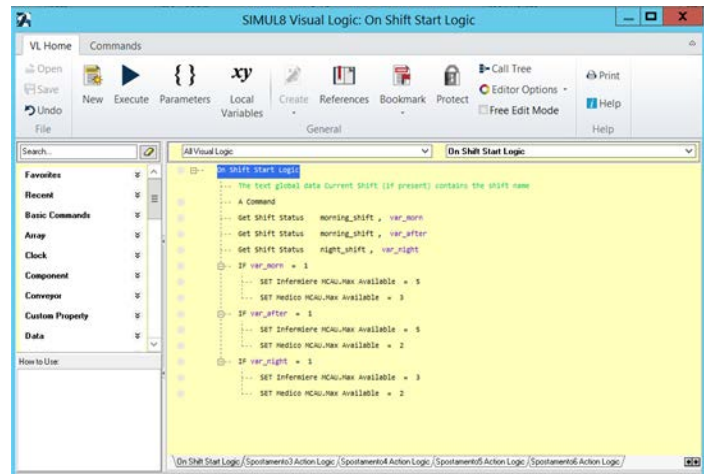 SIMUL8 Visual Logic: On Shift Start Logic
VL Home Commands
Open
Save
Undo
File
New
Execute
Parameters
Local Variables
Create
References
Bookmark
Protect
Call Tree
Editor Options
Free Edit Mode
General
Print
Help
Help
Search...
All Visual Logic
On Shift Start Logic
Favorites
Recent
Basic Commands
Array
Clock
Component
Conveyor
Custom Property
Data
How to Use:
On Shift Start Logic
The text global data Current Shift (if present) contains the shift name
A Command
Get Shift Status morning_shift , var_morn
Get Shift Status morning_shift , var_after
Get Shift Status night_shift , var_night
IF var_morn = 1
SET Infermiere MCAU.Max Available = 5
SET Medico MCAU.Max Available = 3
IF var_after = 1
SET Infermiere MCAU.Max Available = 5
SET Medico MCAU.Max Available = 2
IF var_night = 1
SET Infermiere MCAU.Max Available = 3
SET Medico MCAU.Max Available = 2
On Shift Start Logic / Spostamento3 Action Logic / Spostamento4 Action Logic / Spostamento5 Action Logic / Spostamento6 Action Logic /